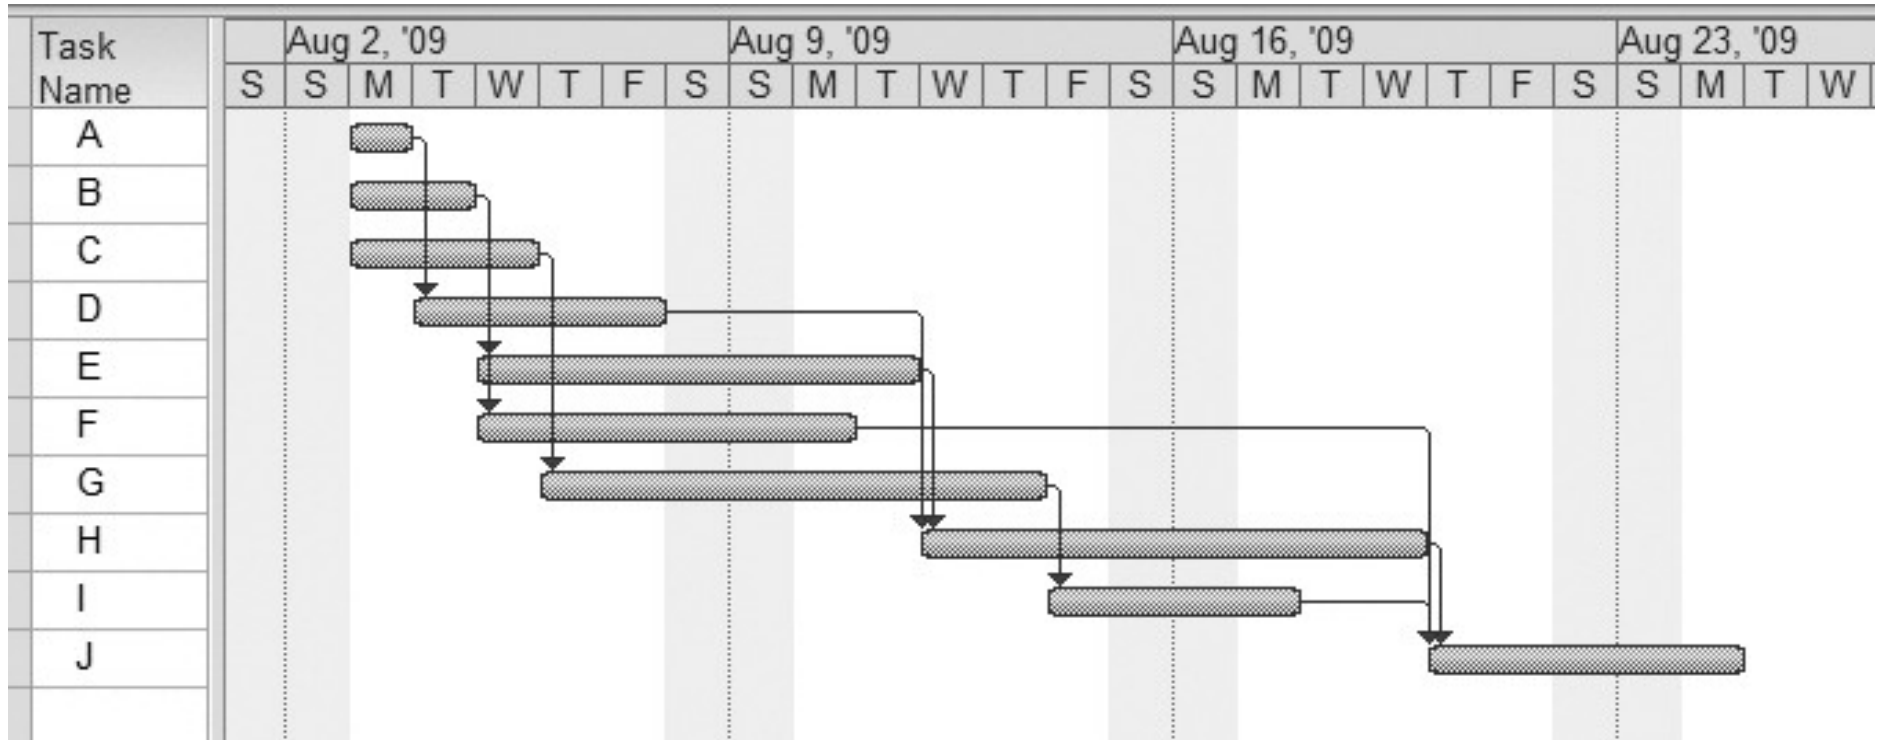 Task Name Aug 2, '09 Aug 9, '09 Aug 16, '09 Aug 23, '09
S S M T W T F S S M T W T F S S M T W T F S S M T W
A
B
C
D
E
F
G
H
I
J